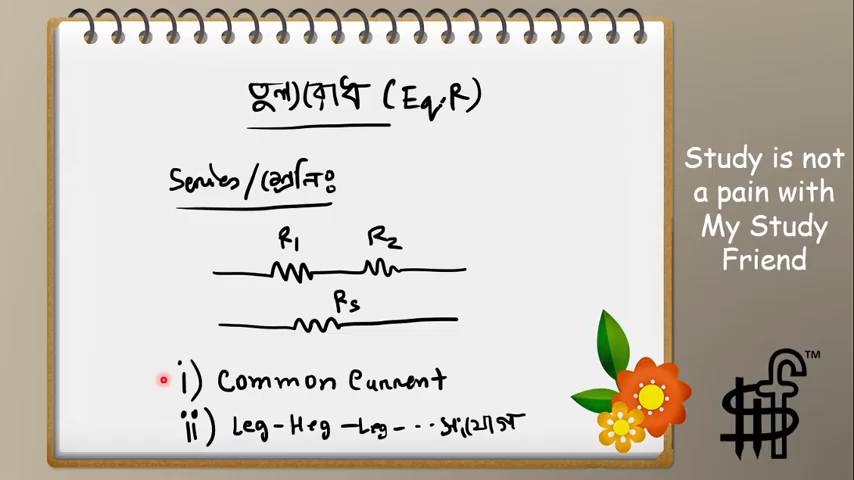 তুল্যরোধ (Eq.R)
Series/শ্রেণিঃ
R1 R2
Rs
i) Common Current
ii) Leg - Heg - Leg - ..
Study is not
a pain with
My Study
Friend
TM